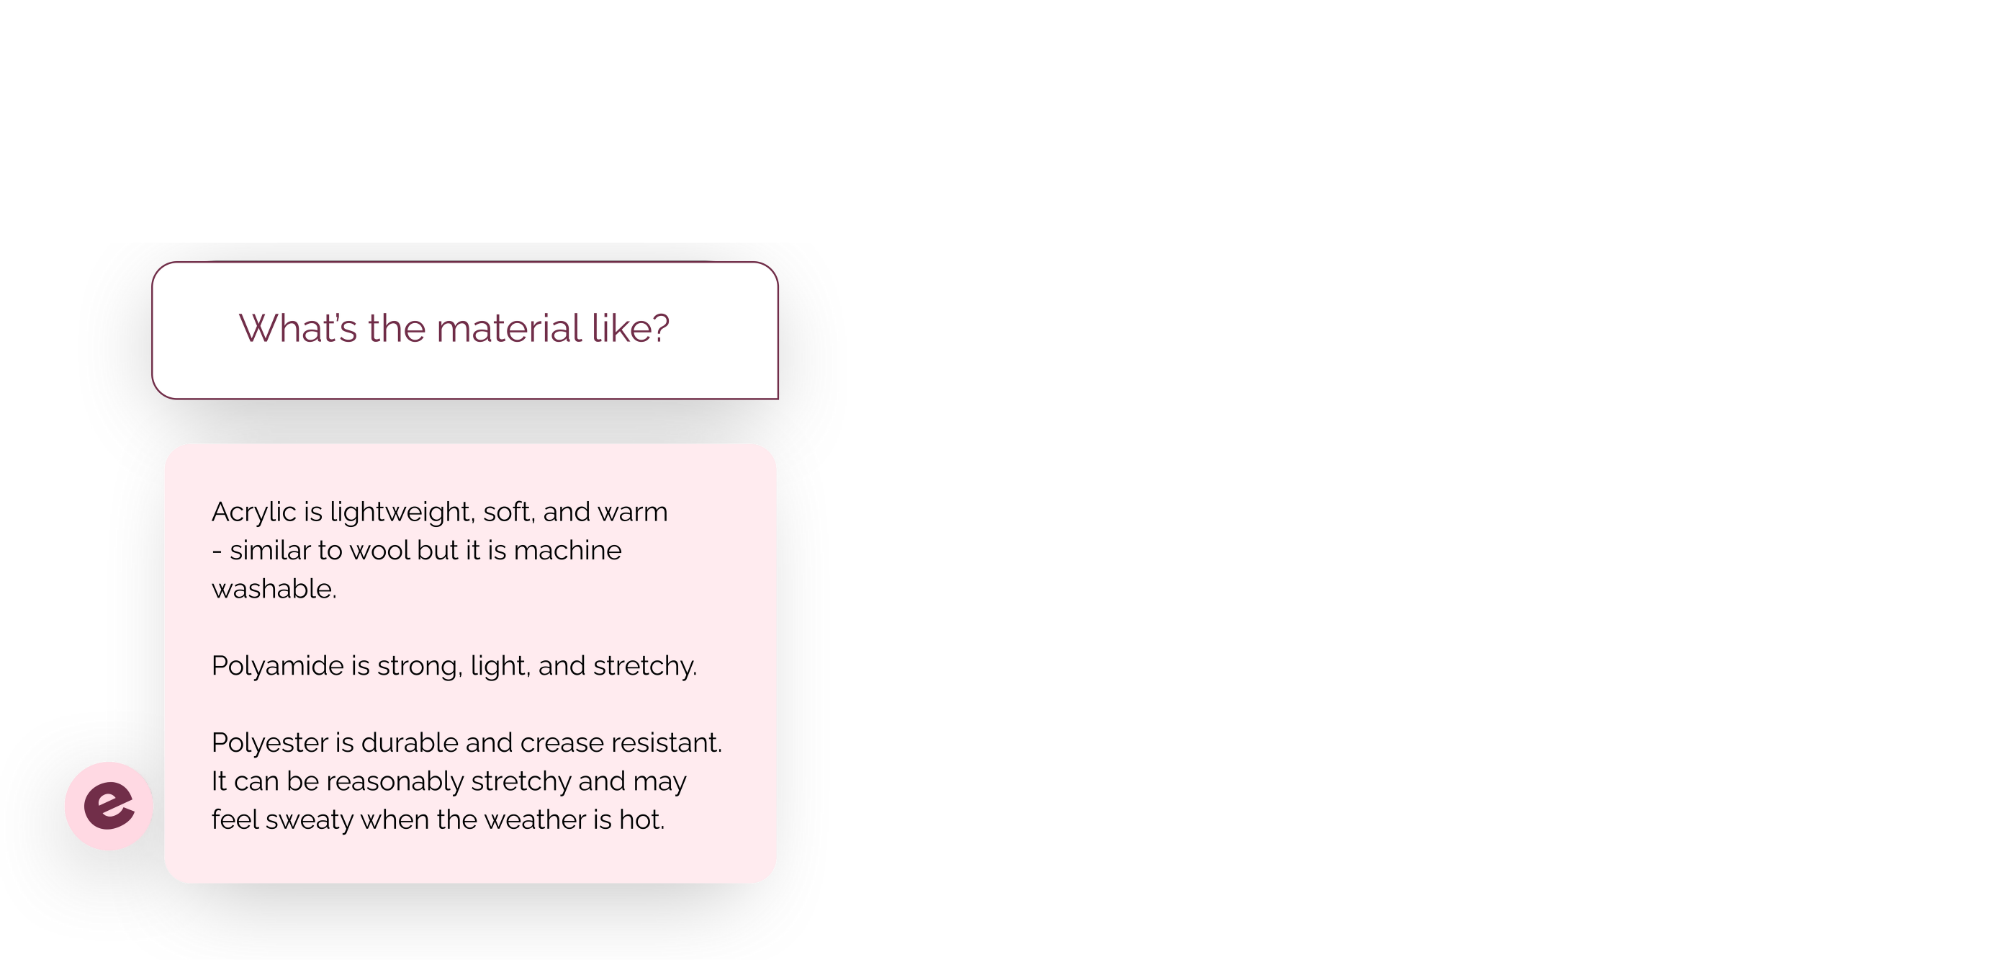 What’s the material like?
Acrylic is lightweight, soft, and warm
- similar to wool but it is machine
washable.
Polyamide is strong, light, and stretchy.
Polyester is durable and crease resistant.
It can be reasonably stretchy and may
feel sweaty when the weather is hot.
e